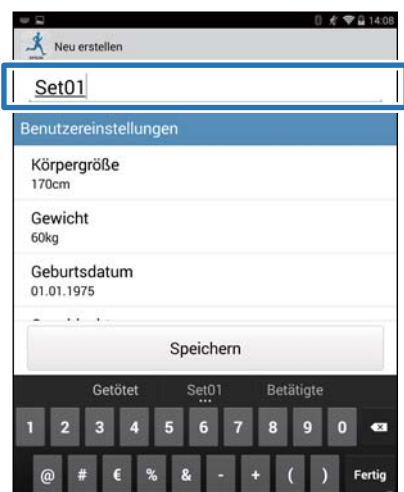 14:08
Neu erstellen
Set01
Benutzereinstellungen
Körpergröße
170cm
Gewicht
60kg
Geburtsdatum
01.01.1975
Speichern
Getötet Set01 Betätigte
1 2 3 4 5 6 7 8 9 0
@ # € % & - + ( ) Fertig